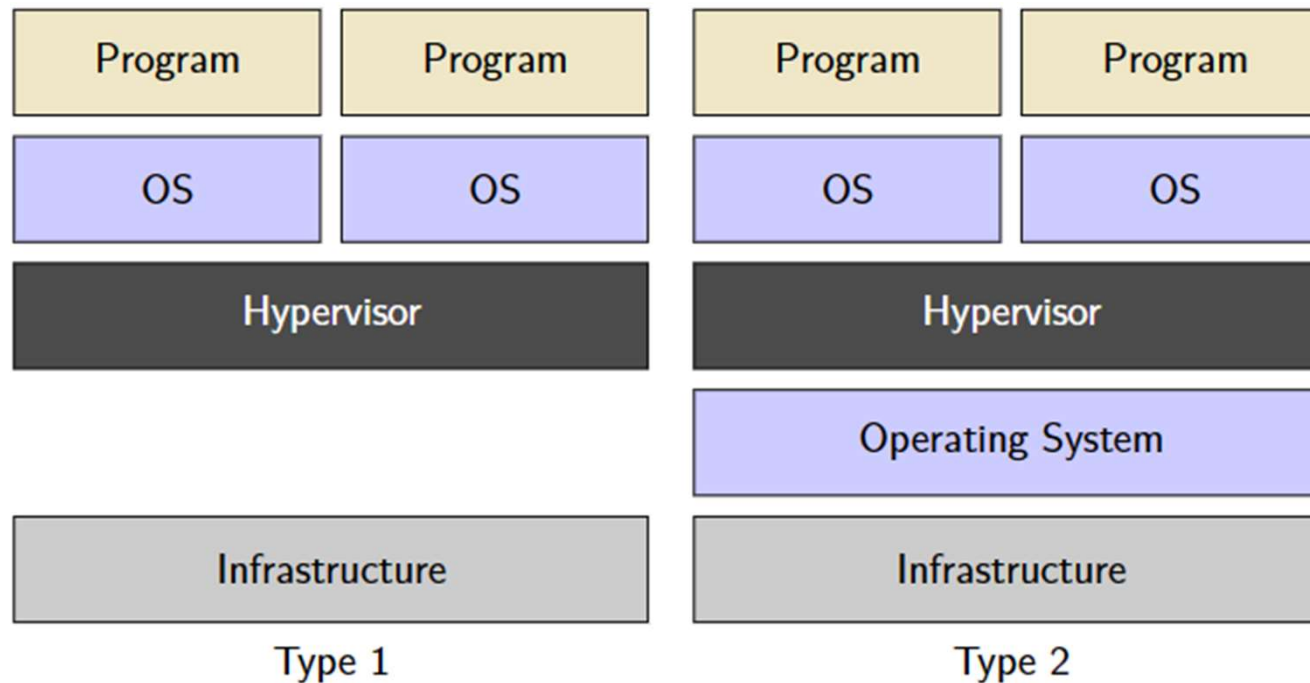 Program Program Program Program
OS OS OS OS
Hypervisor Hypervisor
Operating System
Infrastructure Infrastructure
Type 1 Type 2